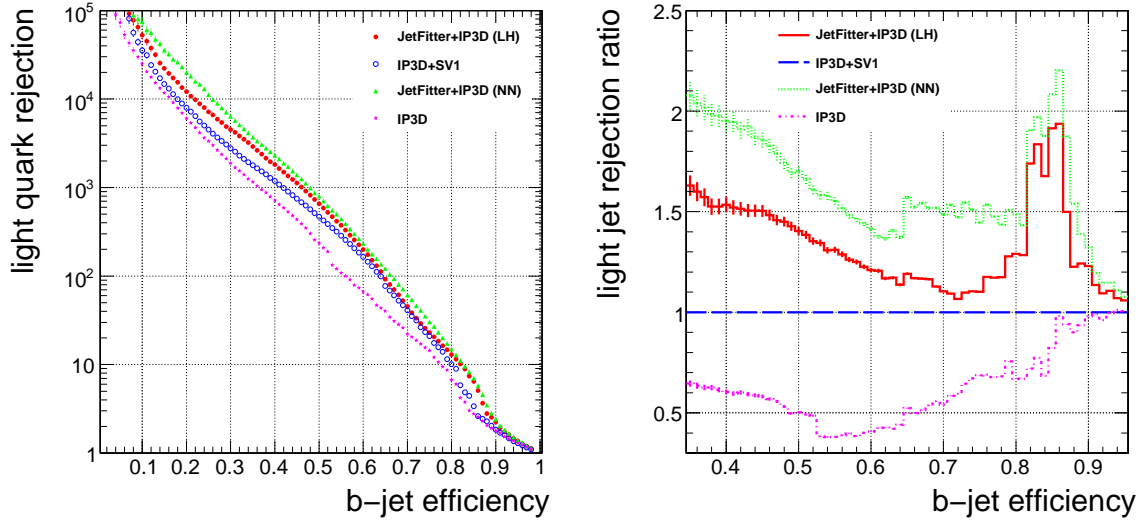 light quark rejection
10^5
10^4
10^3
10^2
10
1
JetFitter+IP3D (LH)
IP3D+SV1
JetFitter+IP3D (NN)
IP3D
0.1 0.2 0.3 0.4 0.5 0.6 0.7 0.8 0.9 1
b-jet efficiency
light jet rejection ratio
2.5
2
1.5
1
0.5
JetFitter+IP3D (LH)
IP3D+SV1
JetFitter+IP3D (NN)
IP3D
0.4 0.5 0.6 0.7 0.8 0.9
b-jet efficiency